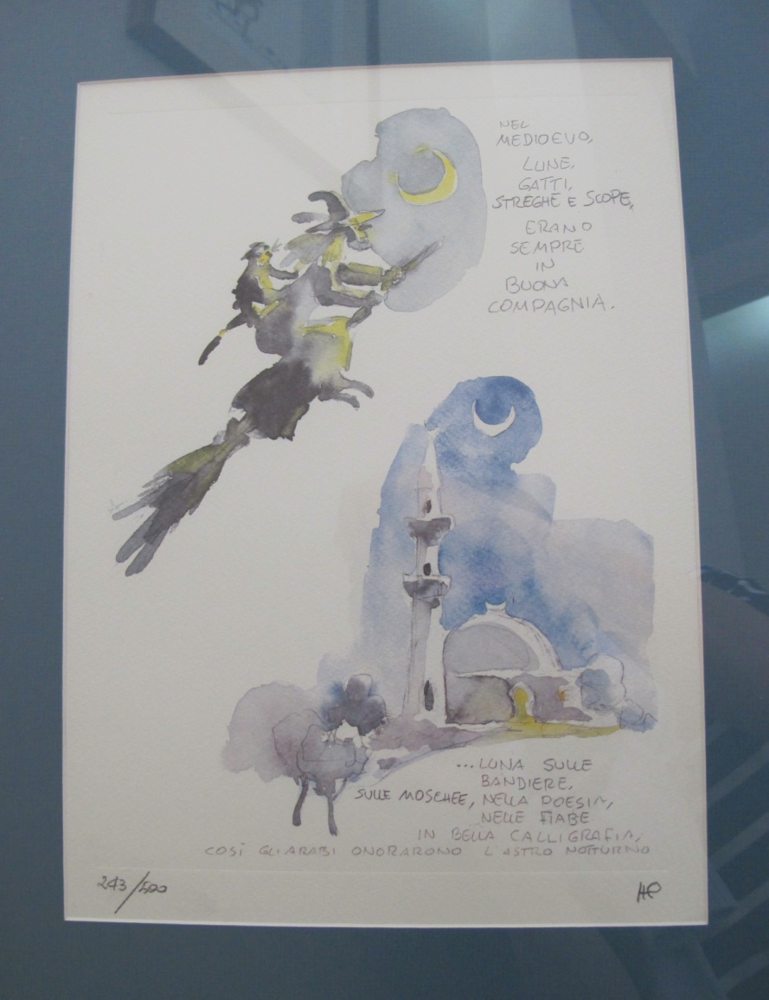 NEL
MEDIOEVO,
LUNE,
GATTI,
STREGHE E SCOPE,
ERANO
SEMPRE
IN
BUONA
COMPAGNIA.
...LUNA SULLE
BANDIERE,
SULLE MOSCHEE, NELLA POESIA,
NELLE FIABE
IN BELLA CALLIGRAFIA,
COSÌ GLI ARABI ONORARONO L'ASTRO NOTTURNO
243/500
HP